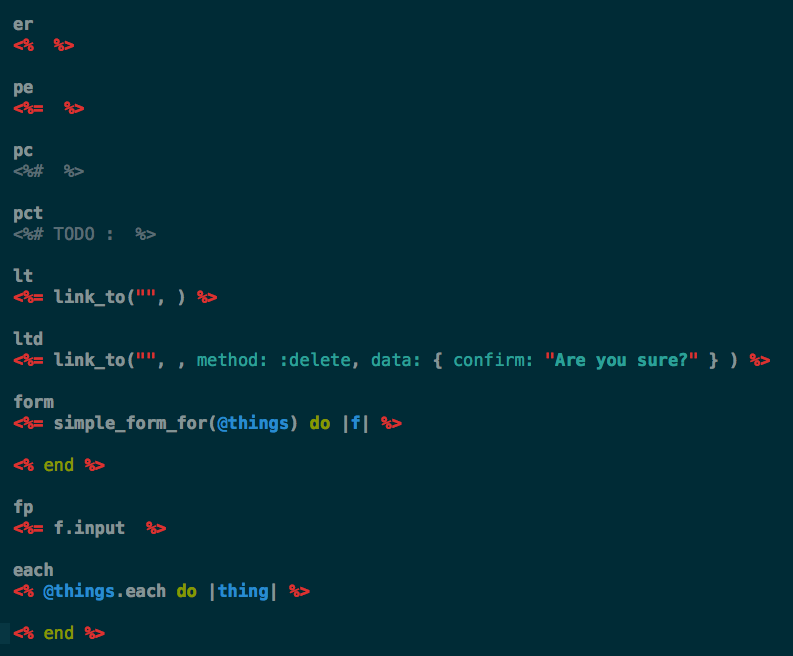 er
<%  %>
pe
<%=  %>
pc
<%#  %>
pct
<%# TODO :  %>
lt
<%= link_to("", ) %>
ltd
<%= link_to("", , method: :delete, data: { confirm: "Are you sure?" } ) %>
form
<%= simple_form_for(@things) do |f| %>
<% end %>
fp
<%= f.input  %>
each
<% @things.each do |thing| %>
<% end %>